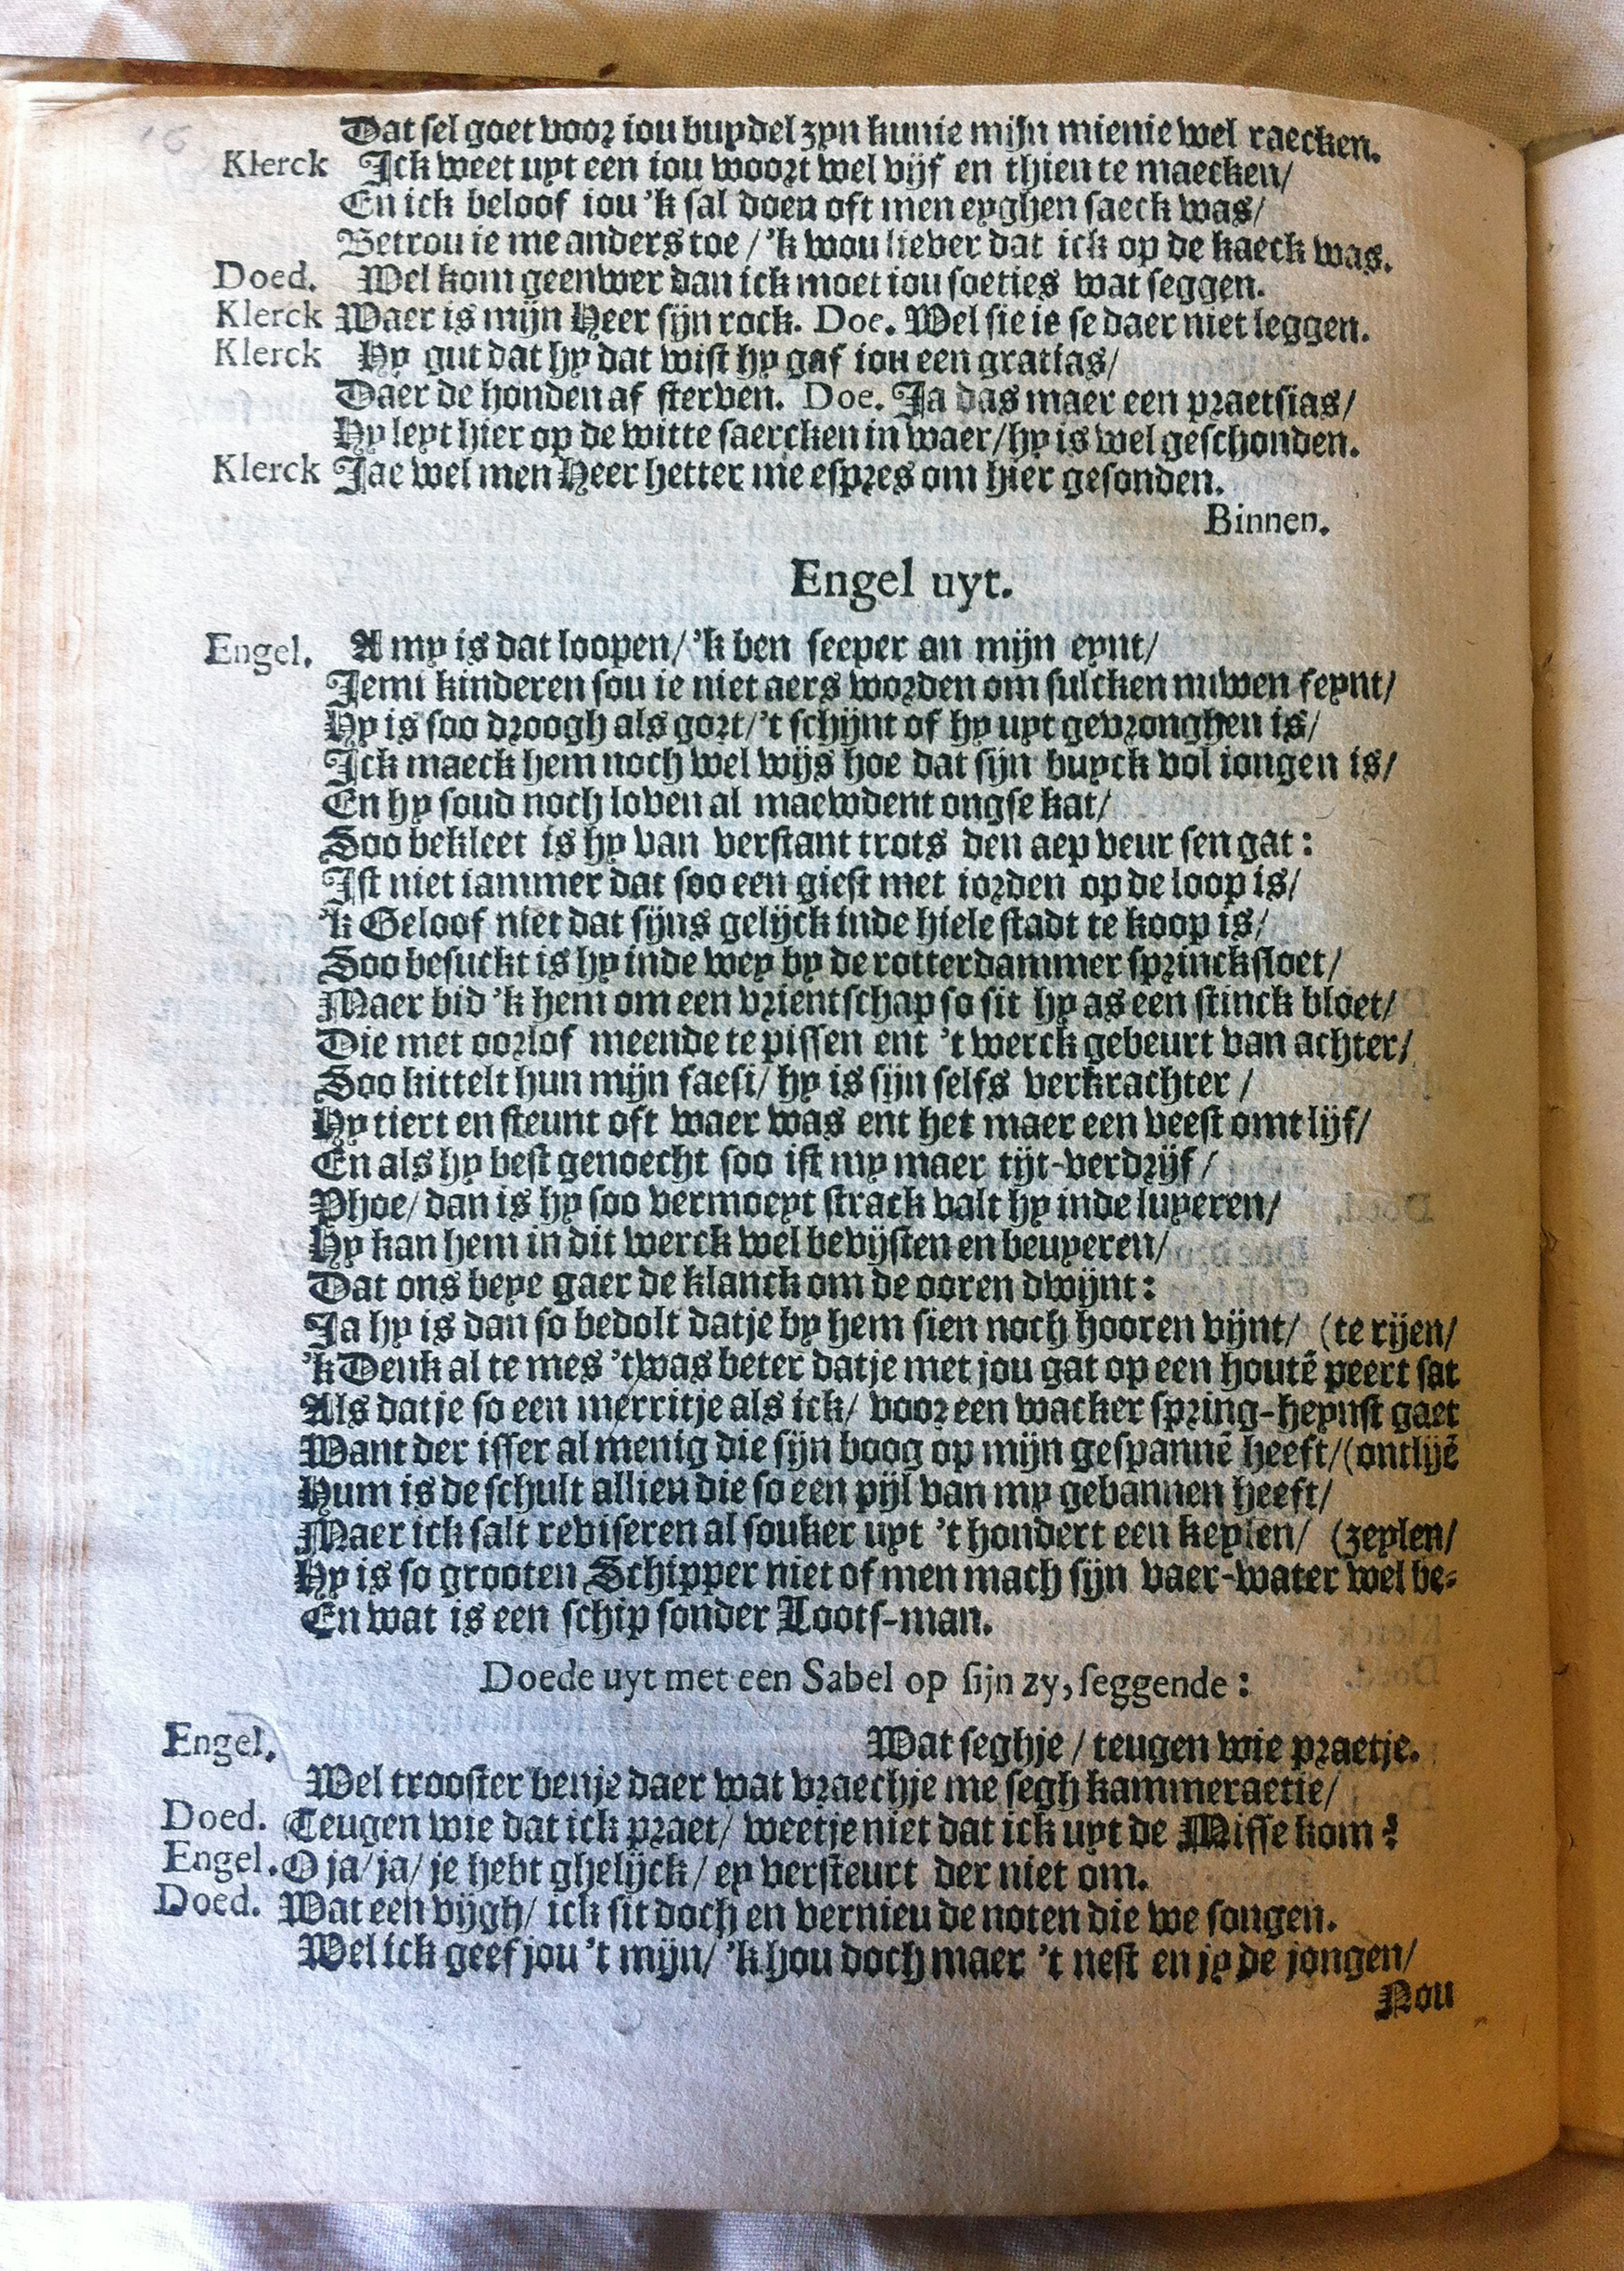 16
Dat sel goet voor iou buydel zyn kunie mijn mienie wel raecken.
Klerck Ick weet uyt een iou woort wel vijf en thien te maecken/
En ick beloof iou 'k sal doen oft men eyghen saeck was/
Betrou ie me anders toe / 'k wou liever dat ick op de kaeck was.
Doed. Wel kom geenwer dan ick moet iou soeties wat seggen.
Klerck Waer is mijn Heer sijn rock. Doe. Wel sie ie se daer niet leggen.
Klerck Hy gut dat hy dat wist hy gaf iou een gratias/
Daer de honden af sterven. Doe. Ja das maer een praetsias/
Hy leyt hier op de witte saercken in waer/hy is wel geschonden.
Klerck Jae wel men Heer hetter me espres om hier gesonden.
Binnen.
Engel uyt.
Engel. A my is dat loopen/ 'k ben seeper an mijn eynt/
Jemi kinderen sou ie niet aers worden om sulcken nuwen feynt/
Hy is soo droogh als gort/'t schijnt of hy uyt gevronghen is/
Ick maeck hem noch wel wijs hoe dat sijn buyck vol iongen is/
En hy soud noch loven al maewdent ongse kat/
Soo bekleet is hy van verstant trots den aep veur sen gat:
Ist niet iammer dat soo een giest met iorden op de loop is/
'k Geloof niet dat sijns gelijck inde hiele stadt te koop is/
Soo besuckt is hy inde wey by de rotterdammer sprincksloet/
Maer bid 'k hem om een vrientschap so sit hy as een stinck bloet/
Die met oorlof meende te pissen ent 't werck gebeurt van achter/
Soo kittelt hun mijn faesi/ hy is sijn selfs verkrachter /
Hy tiert en steunt oft waer was ent het maer een veest omt lijf/
En als hy best genoecht soo ist my maer tijt-verdrijf/
Phoe/ dan is hy soo vermoeyt strack valt hy inde luyeren/
Hy kan hem in dit werck wel bevijsten en beuyeren/
Dat ons beye gaer de klanck om de ooren dwijnt:
Ja hy is dan so bedolt datje by hem sien noch hooren vijnt/ (te rijen/
'k Denk al te mes 't was beter datje met jou gat op een houtē peert sat
Als datje so een merritje als ick/ voor een wacker spring-heynst gaet
Want der isser al menig die sijn boog op mijn gespannē heeft/(ontlijē
Hum is de schult allien die so een pijl van my gebannen heeft/
Maer ick salt reviseren al souker uyt 't hondert een keylen/ (zeylen/
Hy is so grooten Schipper niet of men mach sijn vaer-water wel be-
En wat is een schip sonder Loots-man.
Doede uyt met een Sabel op sijn zy, seggende:
Engel. Wat seghje / teugen wie praetje.
Wel trooster benje daer wat vraechje me segh kammeraetie/
Doed. Teugen wie dat ick praet/ weetje niet dat ick uyt de Misse kom?
Engel. O ja/ja/ je hebt ghelijck/ ey versteurt der niet om.
Doed. Wat een vijgh/ ick sit doch en vernieu de noten die we songen.
Wel ick geef jou 't mijn/ 'k hou doch maer 't nest en jy de jongen/
Nou